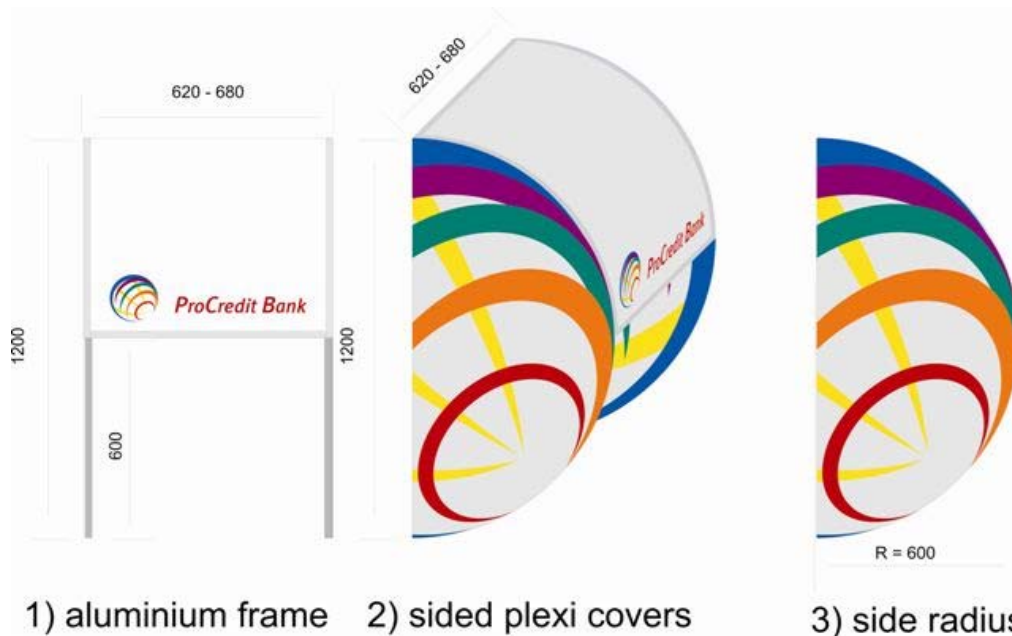 620 - 680
ProCredit Bank
1200
600
1) aluminium frame
620 - 680
ProCredit Bank
1200
2) sided plexi covers
R = 600
3) side radius